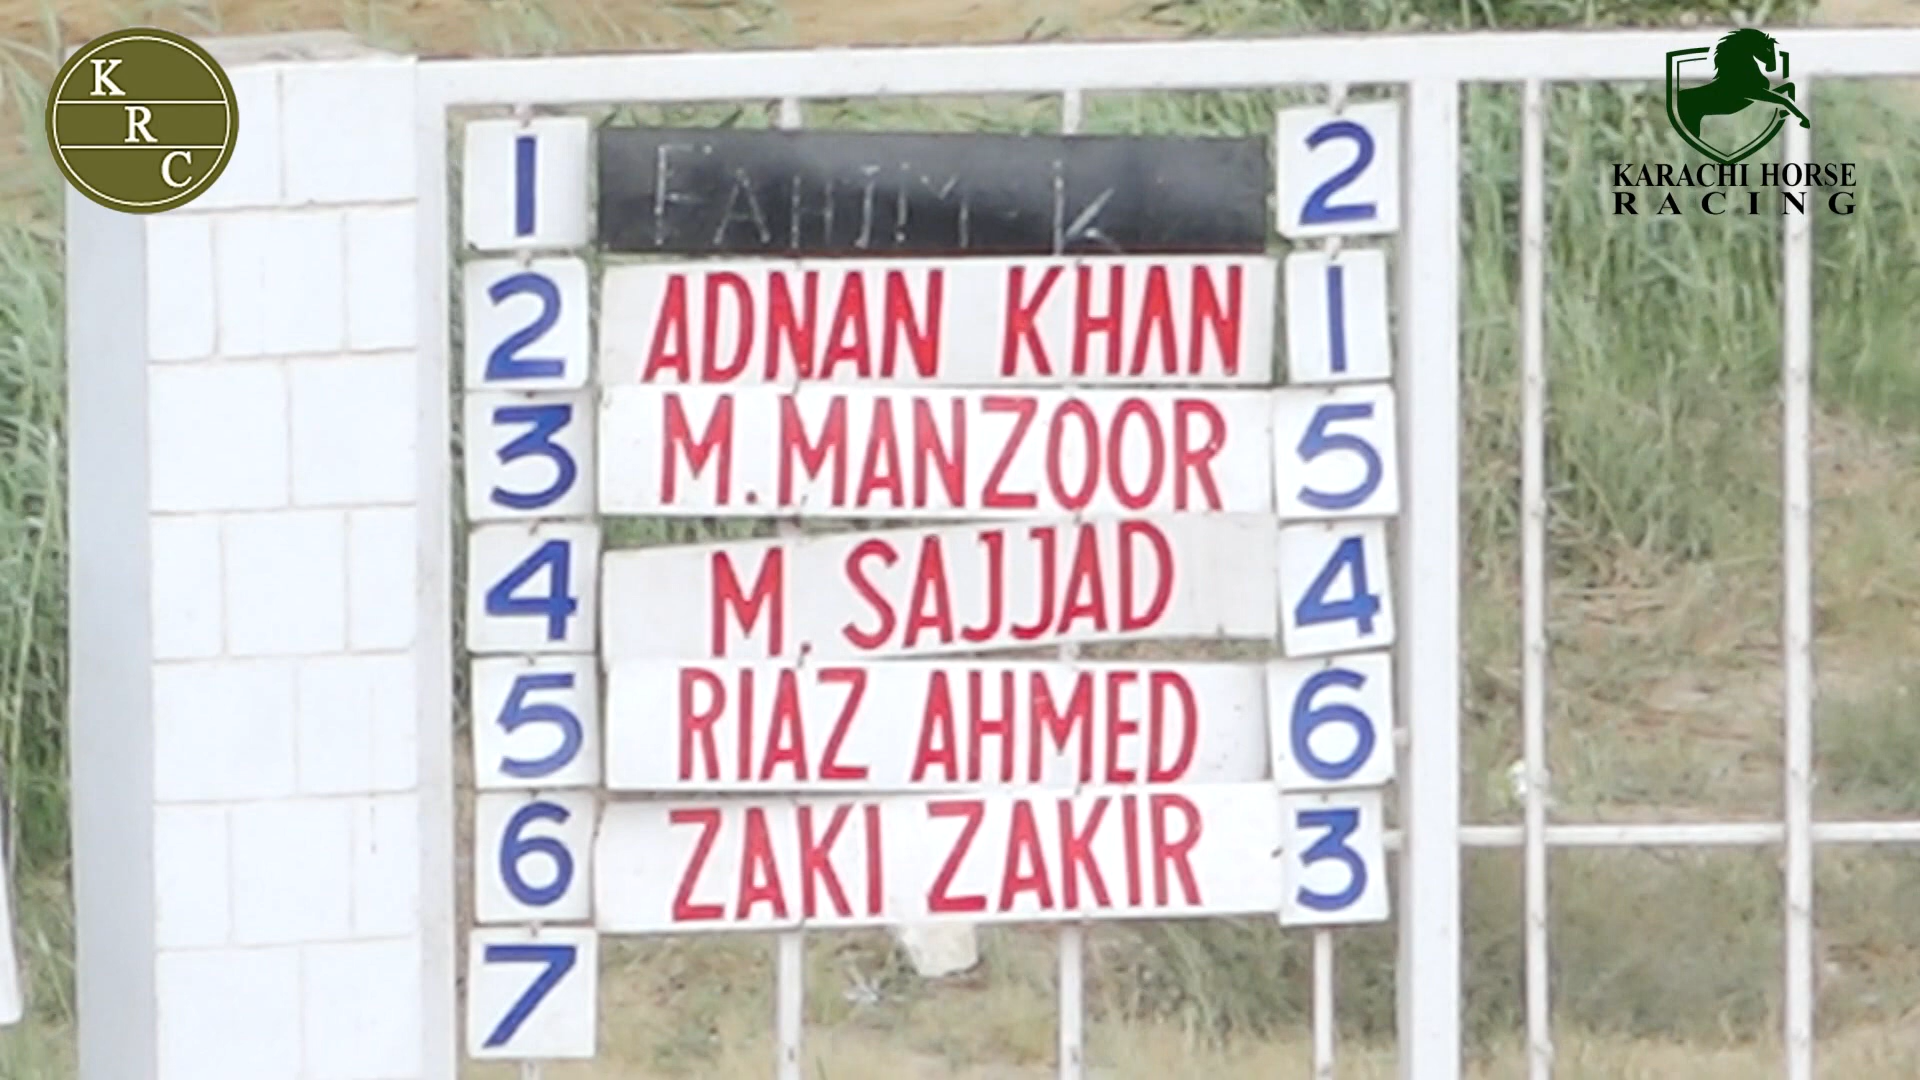 K
R
C
KARACHI HORSE
RACING
1 FAHIM K 2
2 ADNAN KHAN 1
3 M.MANZOOR 5
4 M. SAJJAD 4
5 RIAZ AHMED 6
6 ZAKI ZAKIR 3
7